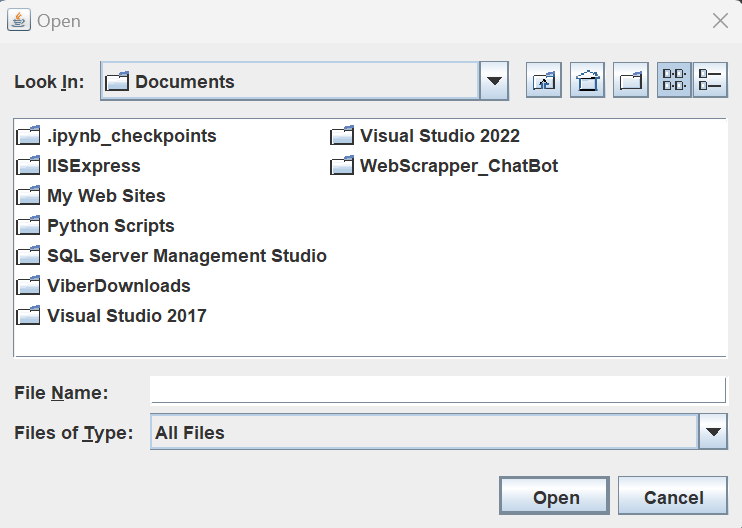 Open
Look In: Documents
.ipynb_checkpoints
IISExpress
My Web Sites
Python Scripts
SQL Server Management Studio
ViberDownloads
Visual Studio 2017
Visual Studio 2022
WebScrapper_ChatBot
File Name:
Files of Type: All Files
Open Cancel